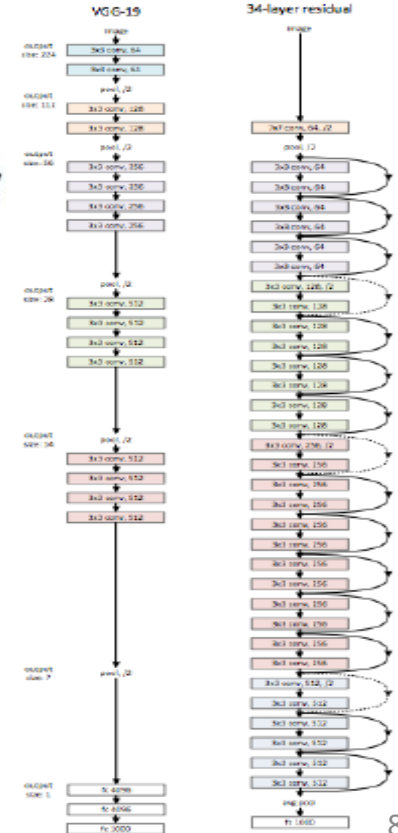 VGG-19
image
output size: 224
3x3 conv, 64
3x3 conv, 64
pool, /2
output size: 112
3x3 conv, 128
3x3 conv, 128
pool, /2
output size: 56
3x3 conv, 256
3x3 conv, 256
3x3 conv, 256
3x3 conv, 256
pool, /2
output size: 28
3x3 conv, 512
3x3 conv, 512
3x3 conv, 512
3x3 conv, 512
pool, /2
output size: 14
3x3 conv, 512
3x3 conv, 512
3x3 conv, 512
3x3 conv, 512
pool, /2
output size: 7
output size: 1
fc 4096
fc 4096
fc 1000
34-layer residual
image
7x7 conv, 64, /2
pool, /2
3x3 conv, 64
3x3 conv, 64
3x3 conv, 64
3x3 conv, 64
3x3 conv, 64
3x3 conv, 64
3x3 conv, 128, /2
3x3 conv, 128
3x3 conv, 128
3x3 conv, 128
3x3 conv, 128
3x3 conv, 128
3x3 conv, 128
3x3 conv, 128
3x3 conv, 256, /2
3x3 conv, 256
3x3 conv, 256
3x3 conv, 256
3x3 conv, 256
3x3 conv, 256
3x3 conv, 256
3x3 conv, 256
3x3 conv, 256
3x3 conv, 256
3x3 conv, 256
3x3 conv, 256
3x3 conv, 512, /2
3x3 conv, 512
3x3 conv, 512
3x3 conv, 512
3x3 conv, 512
3x3 conv, 512
avg pool
fc 1000
8